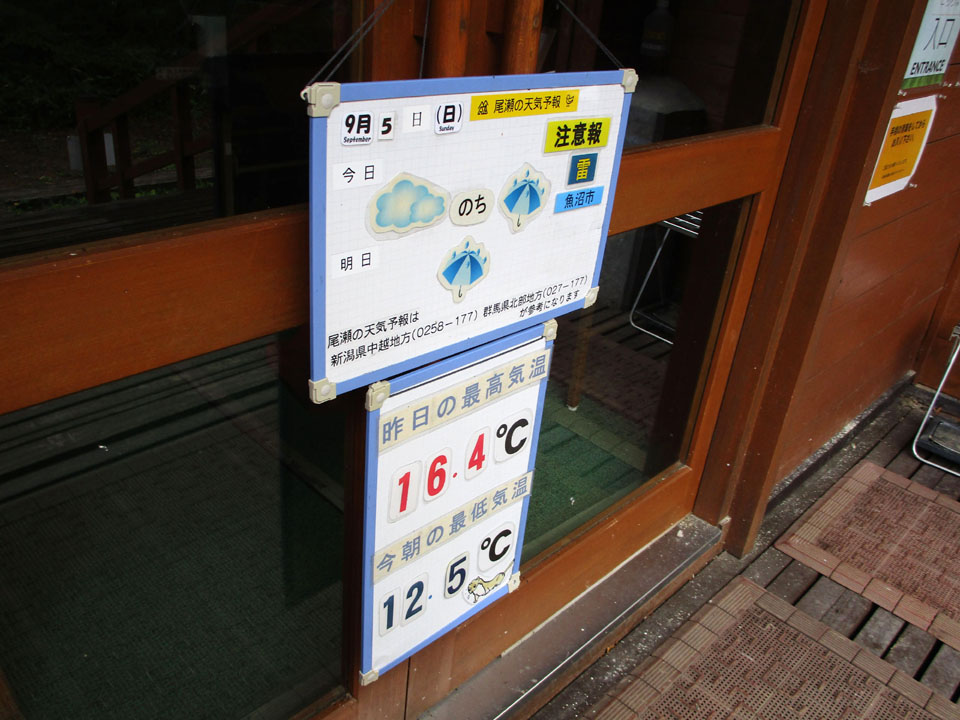 9月 5 日 (日) 尾瀬の天気予報
September Sunday
注意報
今日 のち 雷
魚沼市
明日
尾瀬の天気予報は
新潟県中越地方(0258-177) 群馬県北部地方(027-177)
が参考になります
昨日の最高気温
16.4℃
今朝の最低気温
12.5℃
入口
ENTRANCE